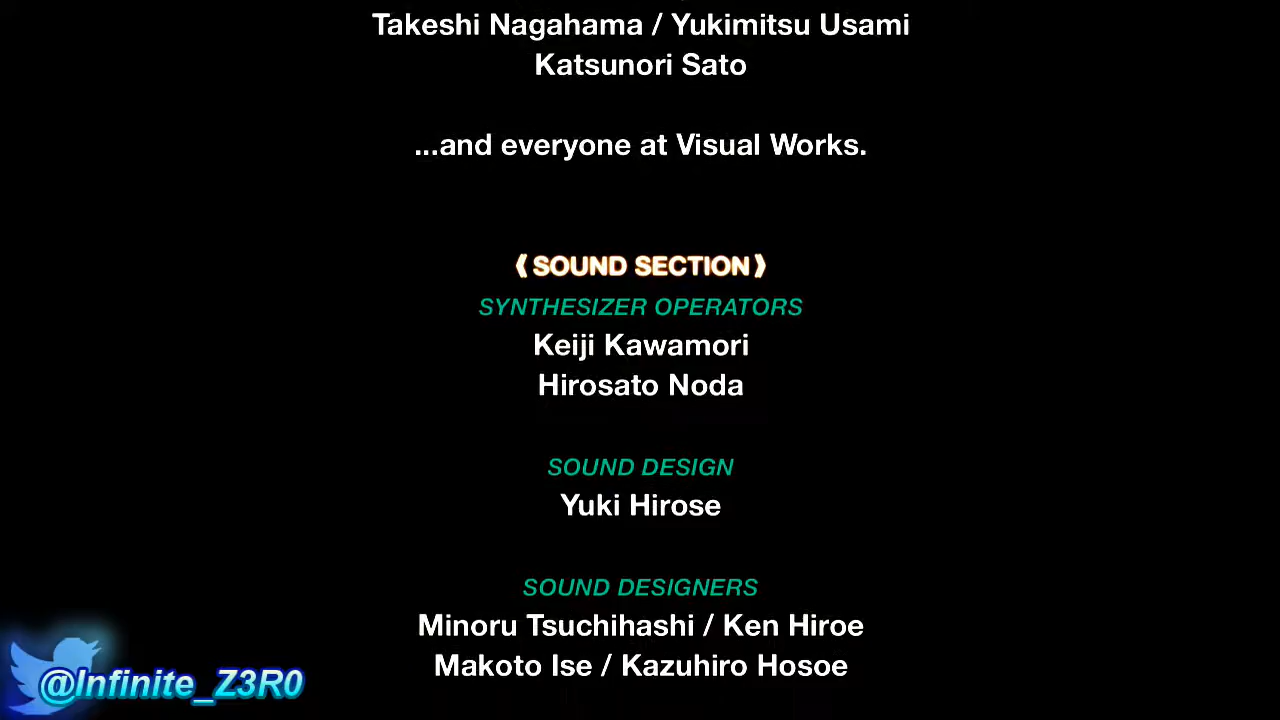 Takeshi Nagahama / Yukimitsu Usami
Katsunori Sato
...and everyone at Visual Works.
⟪SOUND SECTION⟫
SYNTHESIZER OPERATORS
Keiji Kawamori
Hirosato Noda
SOUND DESIGN
Yuki Hirose
SOUND DESIGNERS
Minoru Tsuchihashi / Ken Hiroe
Makoto Ise / Kazuhiro Hosoe
@Infinite_Z3R0